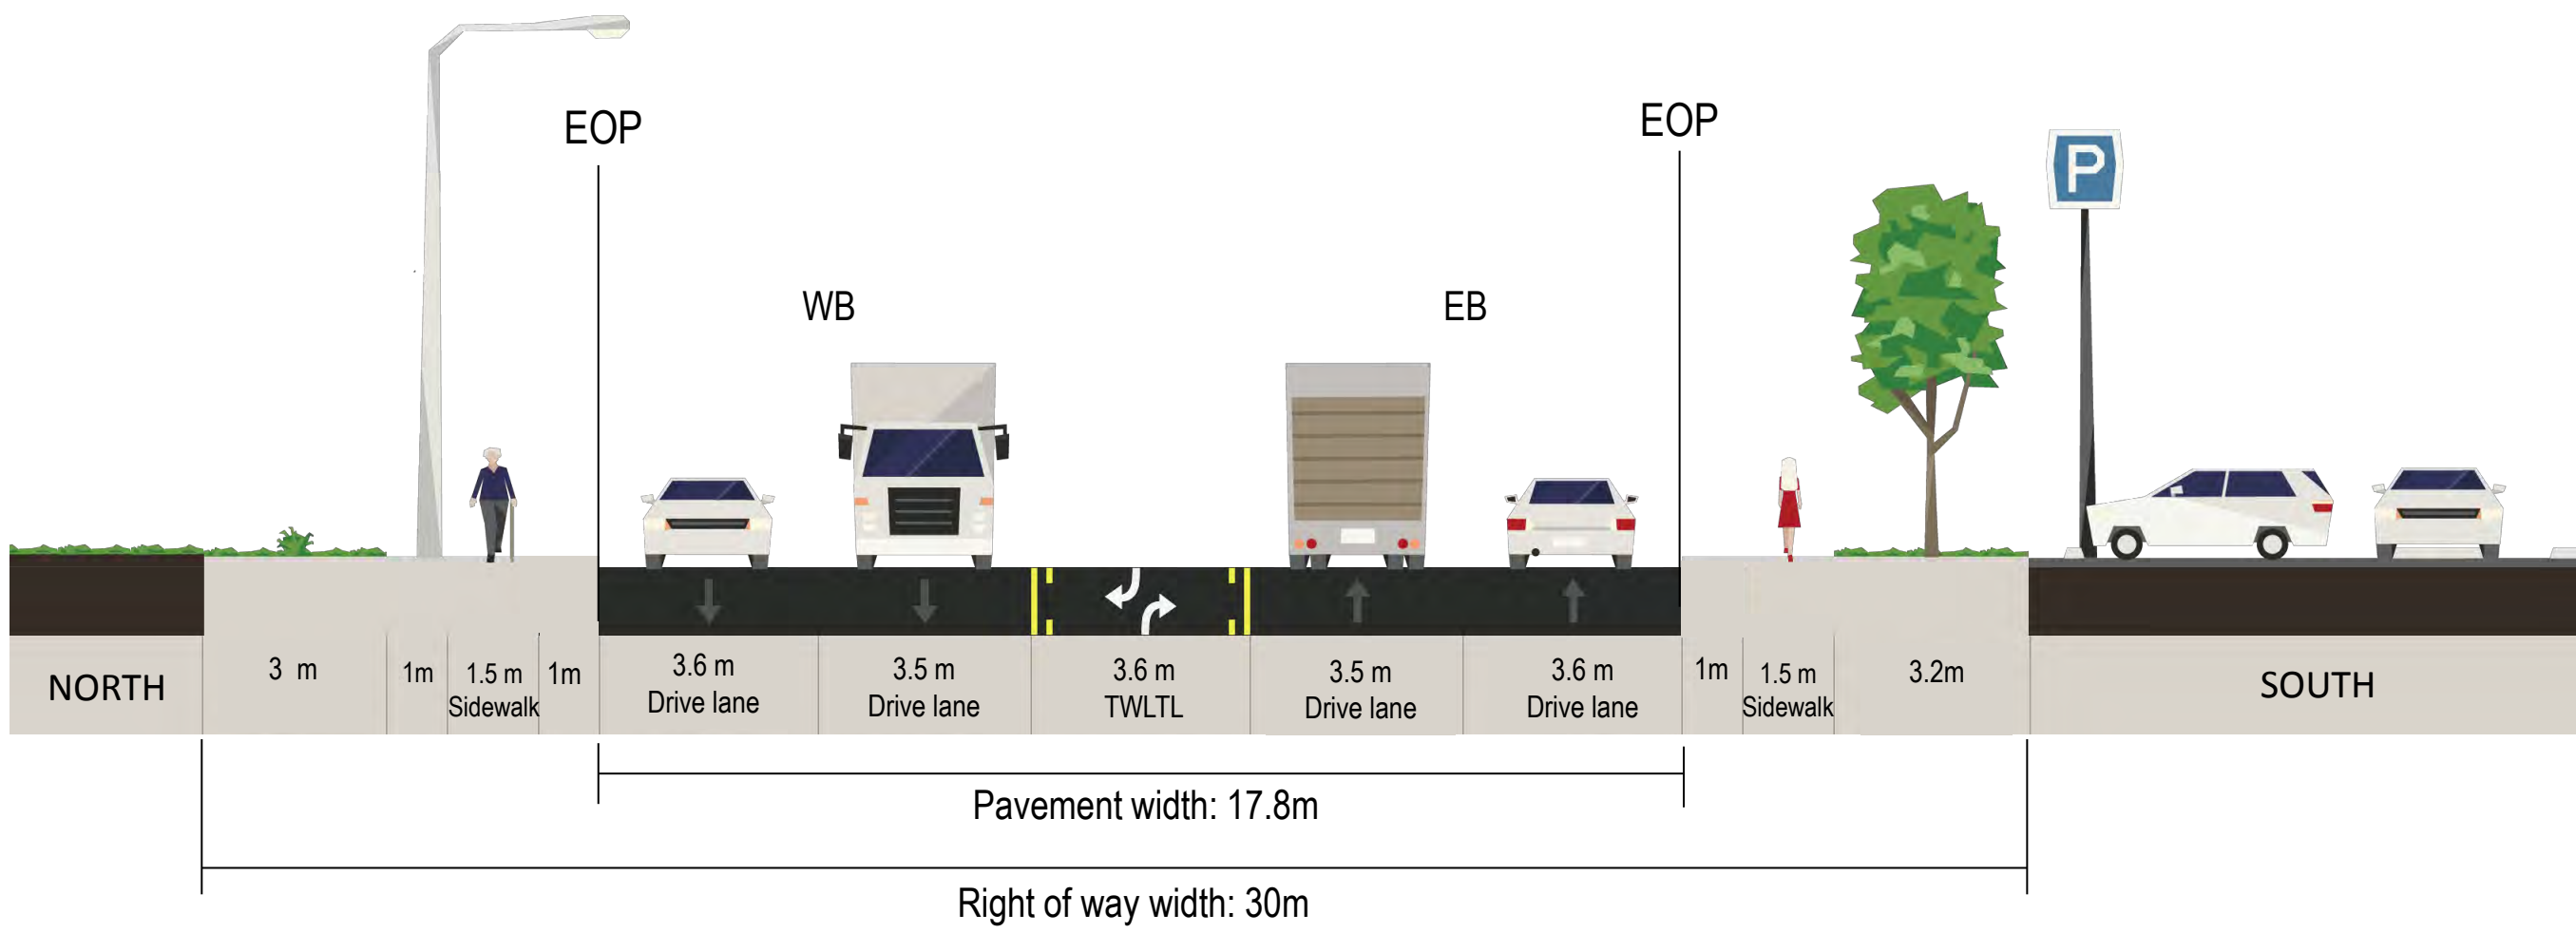 EOP
EOP
P
WB
EB
NORTH
3 m
1m
1.5 m
Sidewalk
1m
3.6 m
Drive lane
3.5 m
Drive lane
3.6 m
TWLTL
3.5 m
Drive lane
3.6 m
Drive lane
1m
1.5 m
Sidewalk
3.2m
SOUTH
Pavement width: 17.8m
Right of way width: 30m